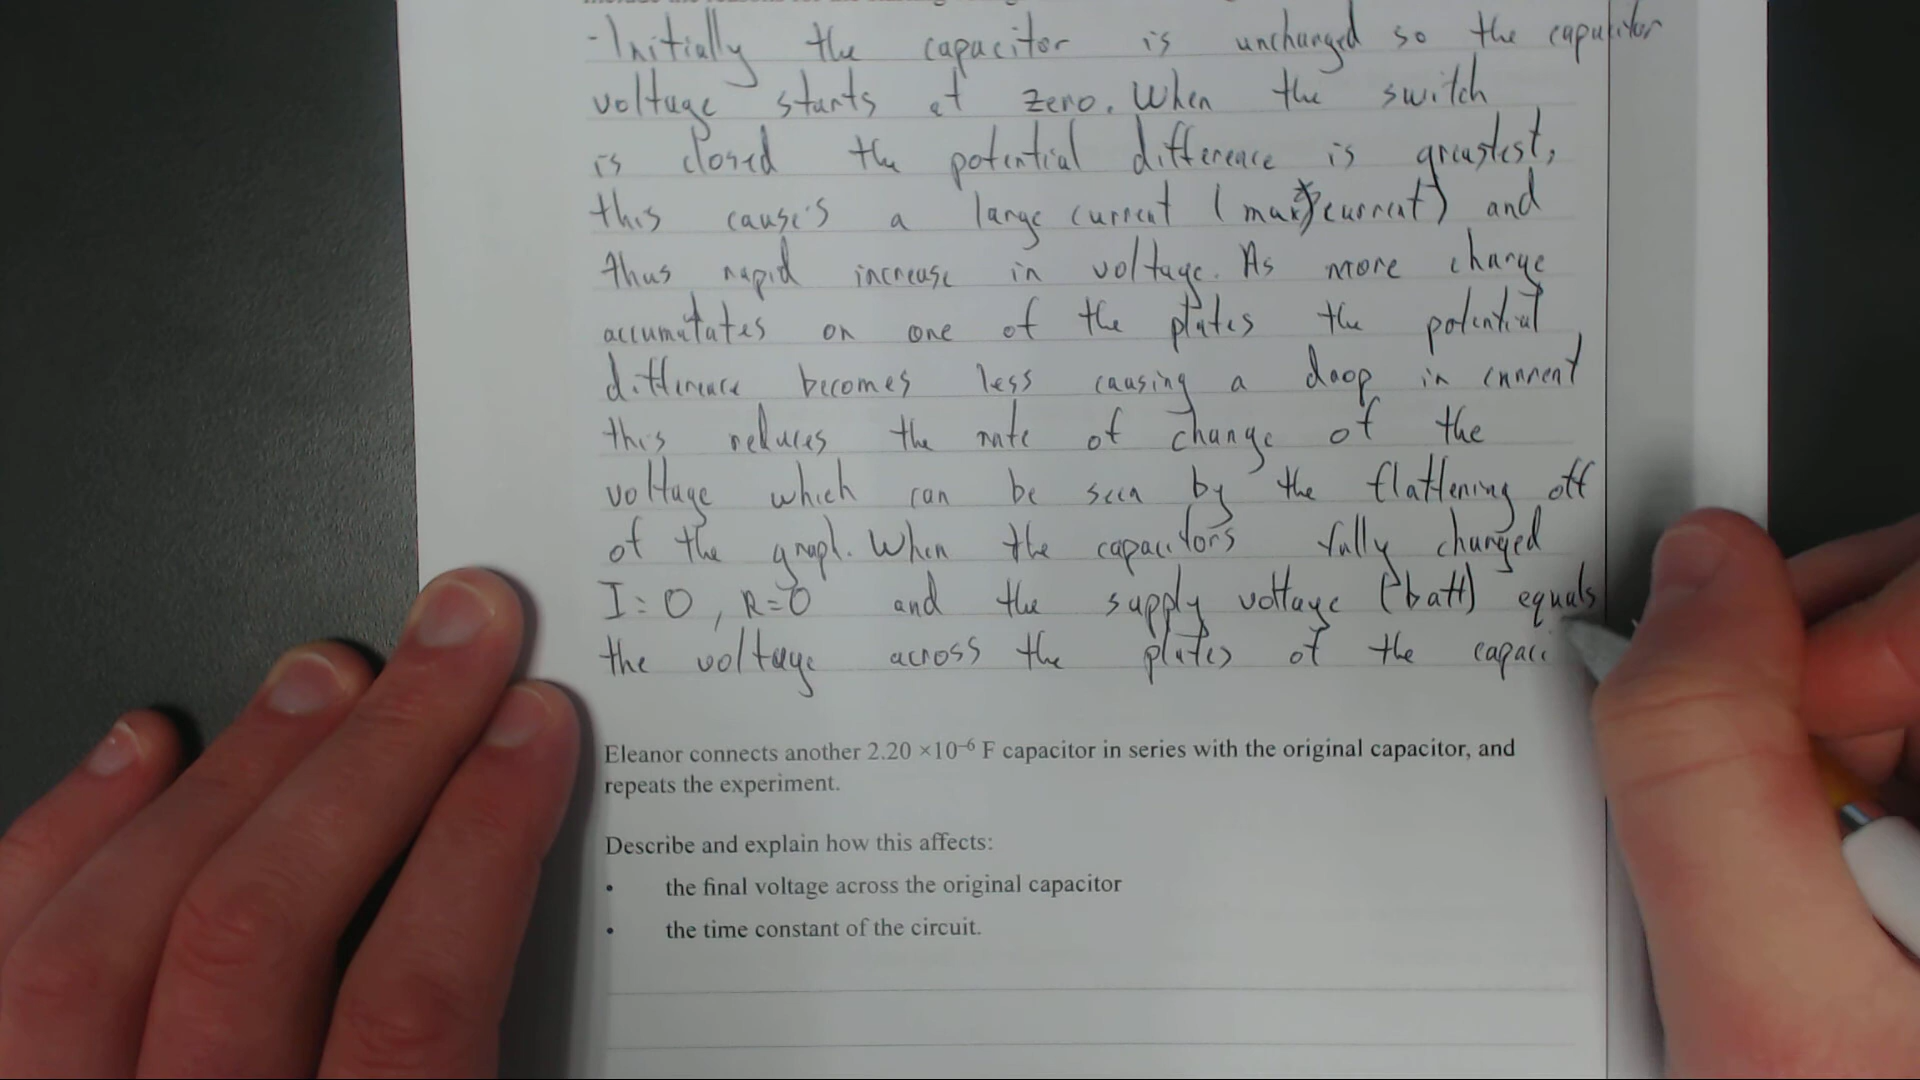 - Initially the capacitor is uncharged so the capacitor
voltage starts at zero. When the switch
is closed the potential difference is greatest,
this cause's a large current (max current) and
thus rapid increase in voltage. As more charge
accumulates on one of the plates the potential
difference becomes less causing a drop in current
this reduces the rate of change of the
voltage which can be seen by the flattening off
of the graph. When the capacitors fully charged
I=0, R=0 and the supply voltage (batt) equals
the voltage across the plates of the capaci
Eleanor connects another 2.20 ×10⁻⁶ F capacitor in series with the original capacitor, and
repeats the experiment.
Describe and explain how this affects:
• the final voltage across the original capacitor
• the time constant of the circuit.